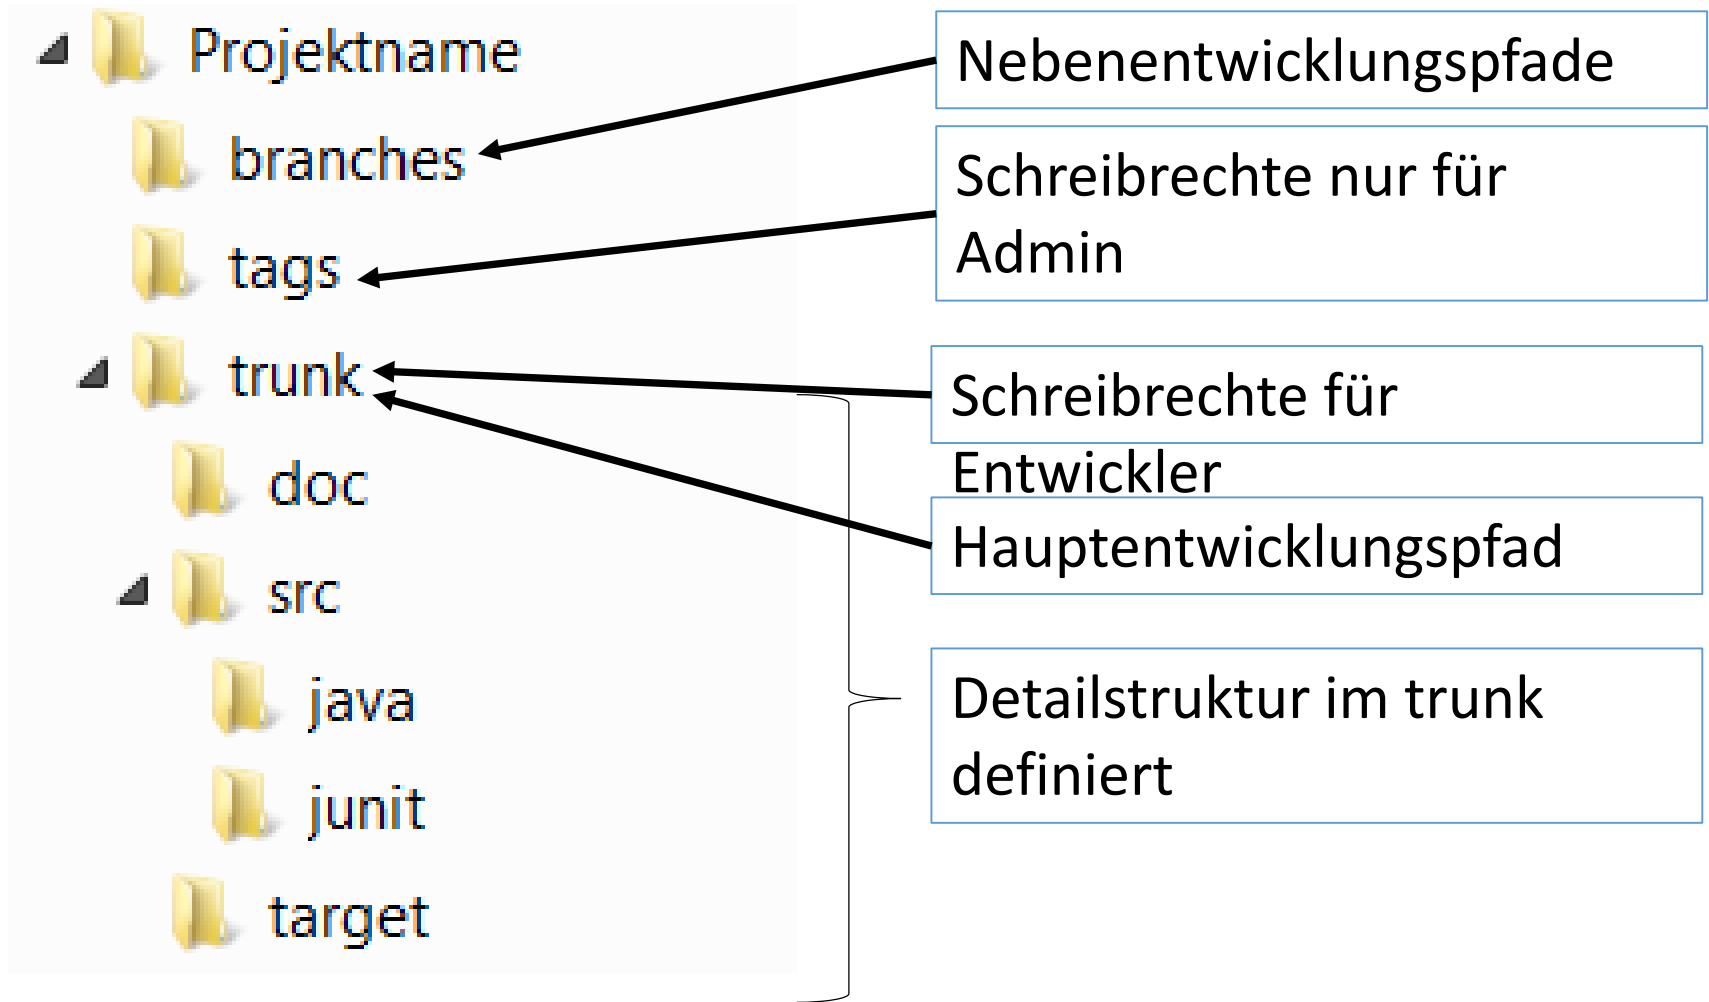 Projektname
branches
tags
trunk
doc
src
java
junit
target
Nebenentwicklungspfade
Schreibrechte nur für
Admin
Schreibrechte für
Entwickler
Hauptentwicklungspfad
Detailstruktur im trunk
definiert